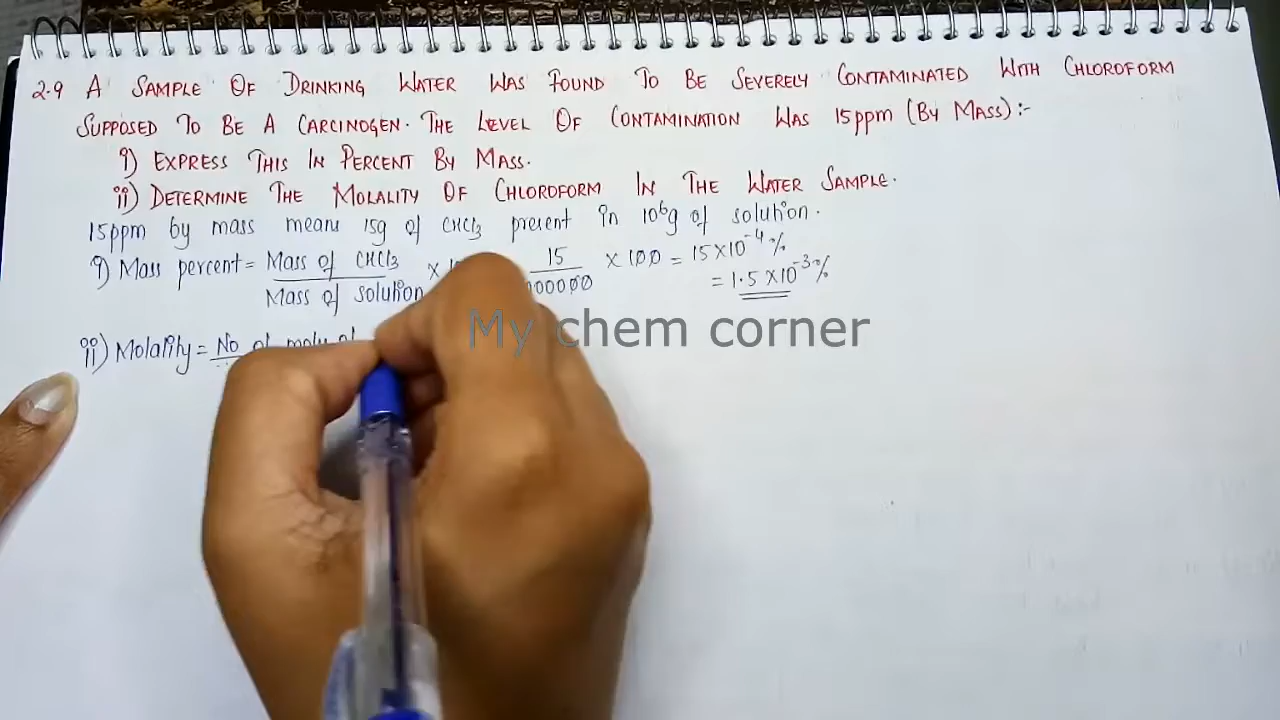 2.9 A SAMPLE OF DRINKING WATER WAS FOUND TO BE SEVERELY CONTAMINATED WITH CHLOROFORM
SUPPOSED TO BE A CARCINOGEN. THE LEVEL OF CONTAMINATION WAS 15ppm (BY MASS):-
i) EXPRESS THIS IN PERCENT BY MASS.
ii) DETERMINE THE MOLALITY OF CHLOROFORM IN THE WATER SAMPLE.
15ppm by mass means 15g of CHCl3 present in 10⁶g of solution.
i) Mass percent = Mass of CHCl3 / Mass of solution × 15 / 000000 × 100 = 15×10⁻⁴%
= 1.5×10⁻³%
My chem corner
ii) Molality = No of